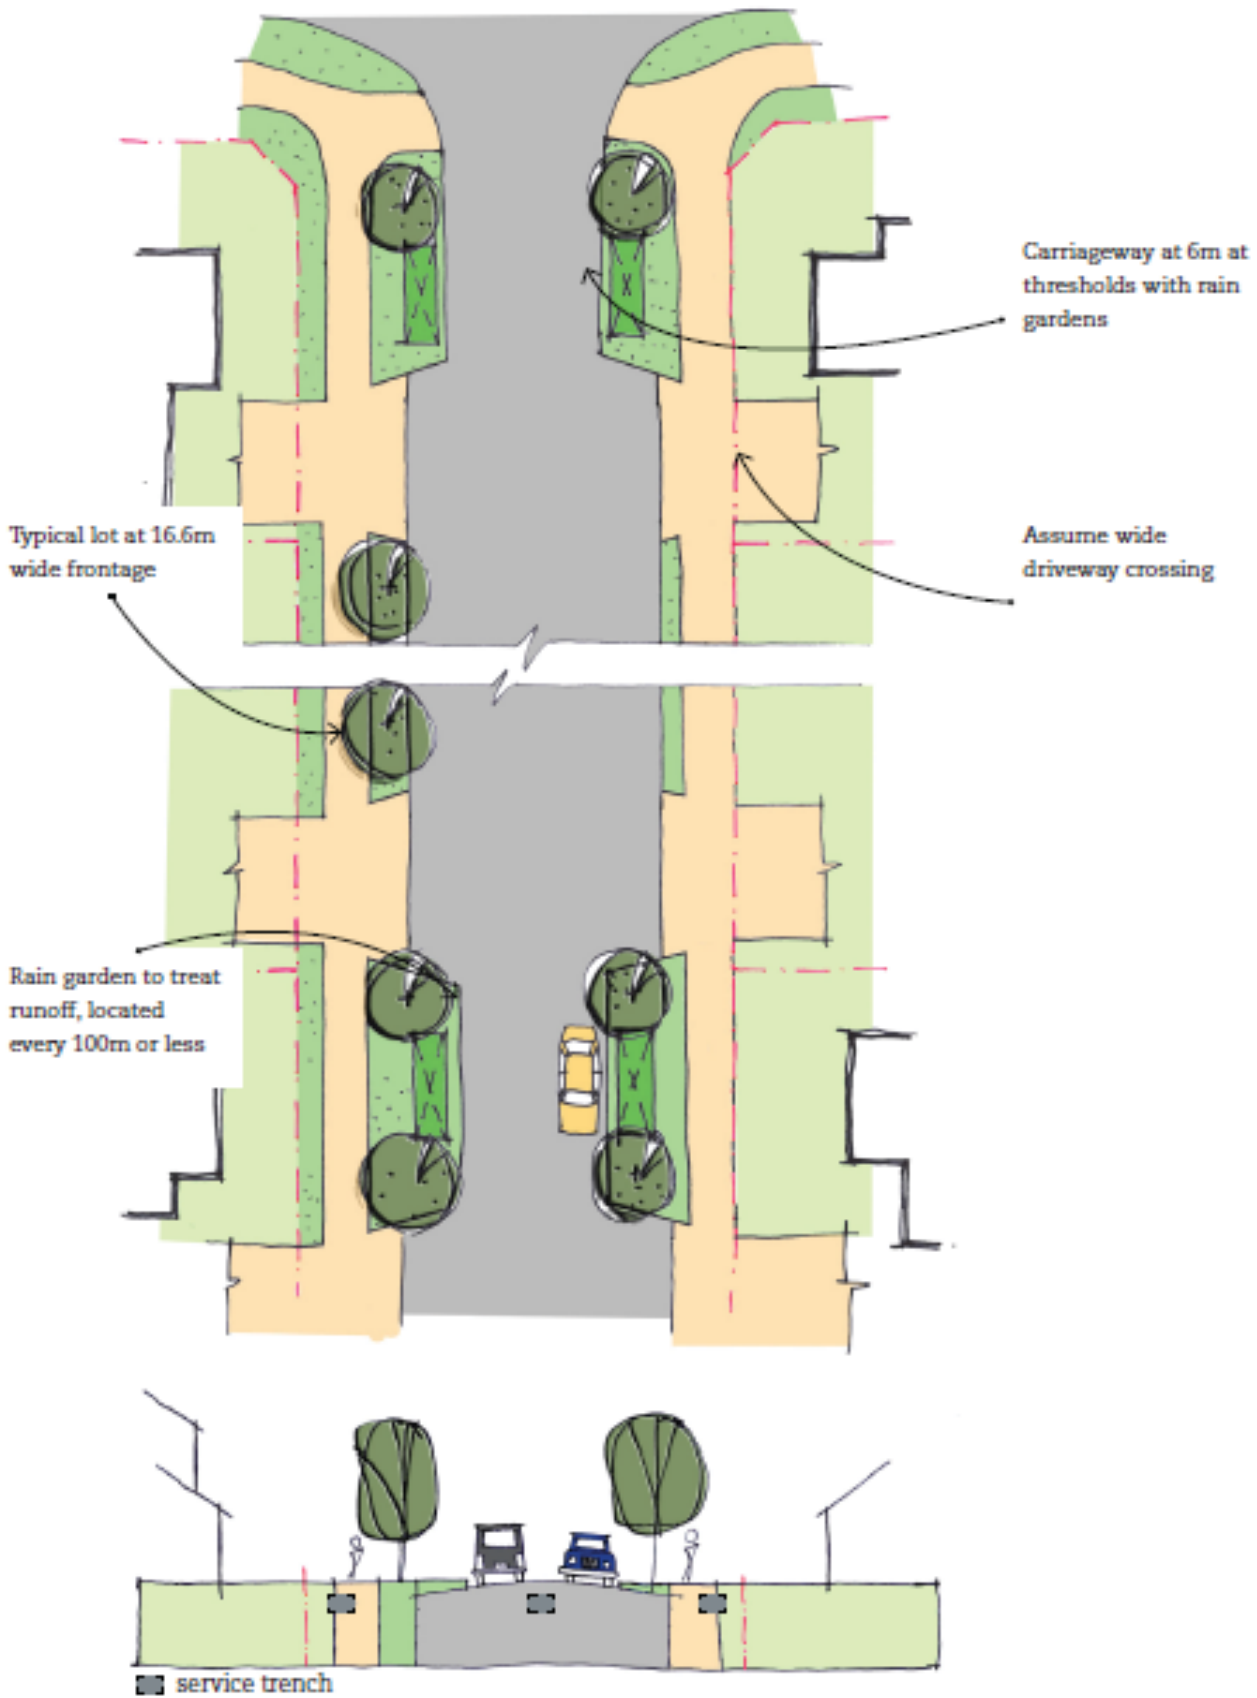 Carriageway at 6m at
thresholds with rain
gardens
Typical lot at 16.6m
wide frontage
Assume wide
driveway crossing
Rain garden to treat
runoff, located
every 100m or less
service trench